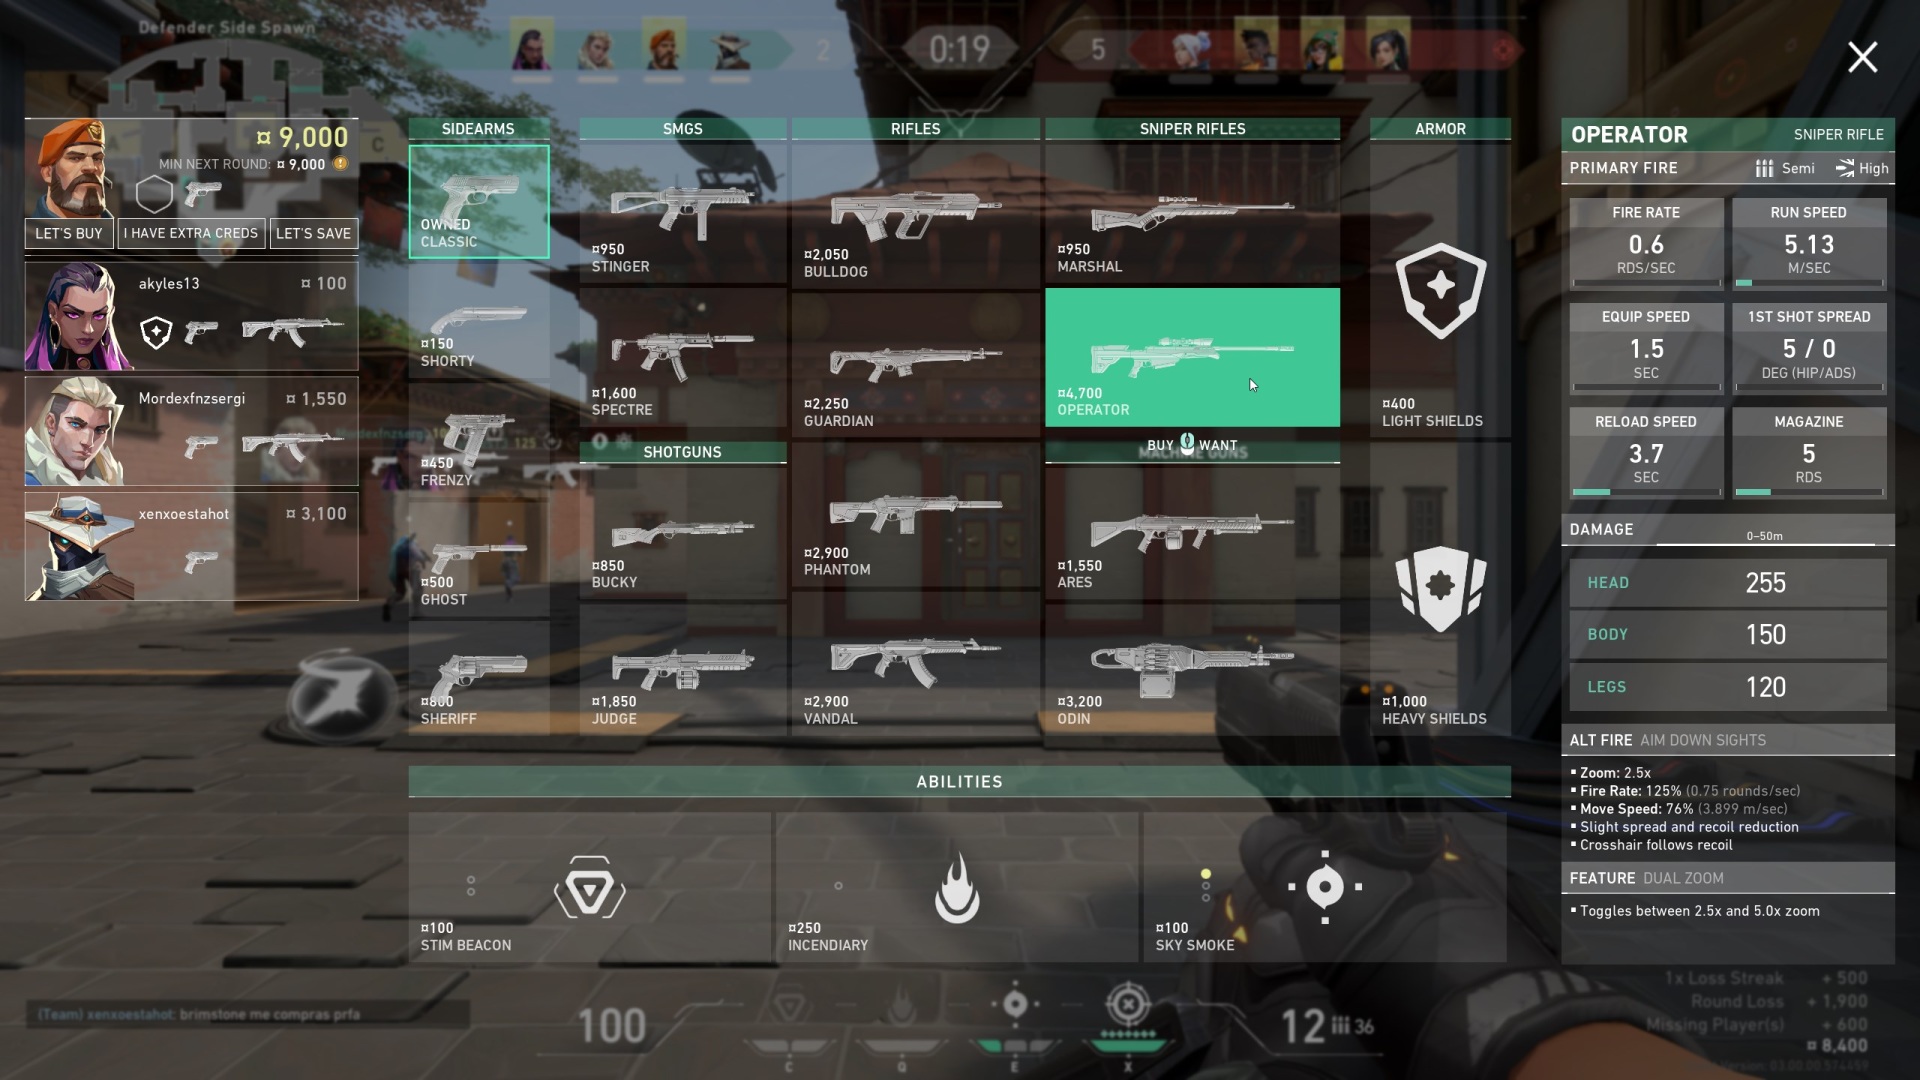 Defender Side Spawn
2
0:19
5
¤ 9,000
MIN NEXT ROUND: ¤ 9,000
A
C
LET'S BUY
I HAVE EXTRA CREDS
LET'S SAVE
akyles13
¤ 100
Mordexfnzsergi
¤ 1,550
xenxoestahot
¤ 3,100
SIDEARMS
OWNED
CLASSIC
¤150
SHORTY
¤450
FRENZY
¤500
GHOST
¤800
SHERIFF
SMGS
¤950
STINGER
¤1,600
SPECTRE
SHOTGUNS
¤850
BUCKY
¤1,850
JUDGE
RIFLES
¤2,050
BULLDOG
¤2,250
GUARDIAN
¤2,900
PHANTOM
¤2,900
VANDAL
SNIPER RIFLES
¤950
MARSHAL
¤4,700
OPERATOR
BUY WANT
MACHINE GUNS
¤1,550
ARES
¤3,200
ODIN
ARMOR
¤400
LIGHT SHIELDS
¤1,000
HEAVY SHIELDS
ABILITIES
¤100
STIM BEACON
¤250
INCENDIARY
¤100
SKY SMOKE
OPERATOR
SNIPER RIFLE
PRIMARY FIRE
Semi
High
FIRE RATE
0.6
RDS/SEC
RUN SPEED
5.13
M/SEC
EQUIP SPEED
1.5
SEC
1ST SHOT SPREAD
5 / 0
DEG (HIP/ADS)
RELOAD SPEED
3.7
SEC
MAGAZINE
5
RDS
DAMAGE
0–50m
HEAD 255
BODY 150
LEGS 120
ALT FIRE AIM DOWN SIGHTS
▪ Zoom: 2.5x
▪ Fire Rate: 125% (0.75 rounds/sec)
▪ Move Speed: 76% (3.899 m/sec)
▪ Slight spread and recoil reduction
▪ Crosshair follows recoil
FEATURE DUAL ZOOM
▪ Toggles between 2.5x and 5.0x zoom
1x Loss Streak + 500
Round Loss + 1,900
Missing Player(s) + 600
¤ 8,400
(Team) xenxoestahot: brimstone me compras prfa
100
12
36
C
Q
E
X